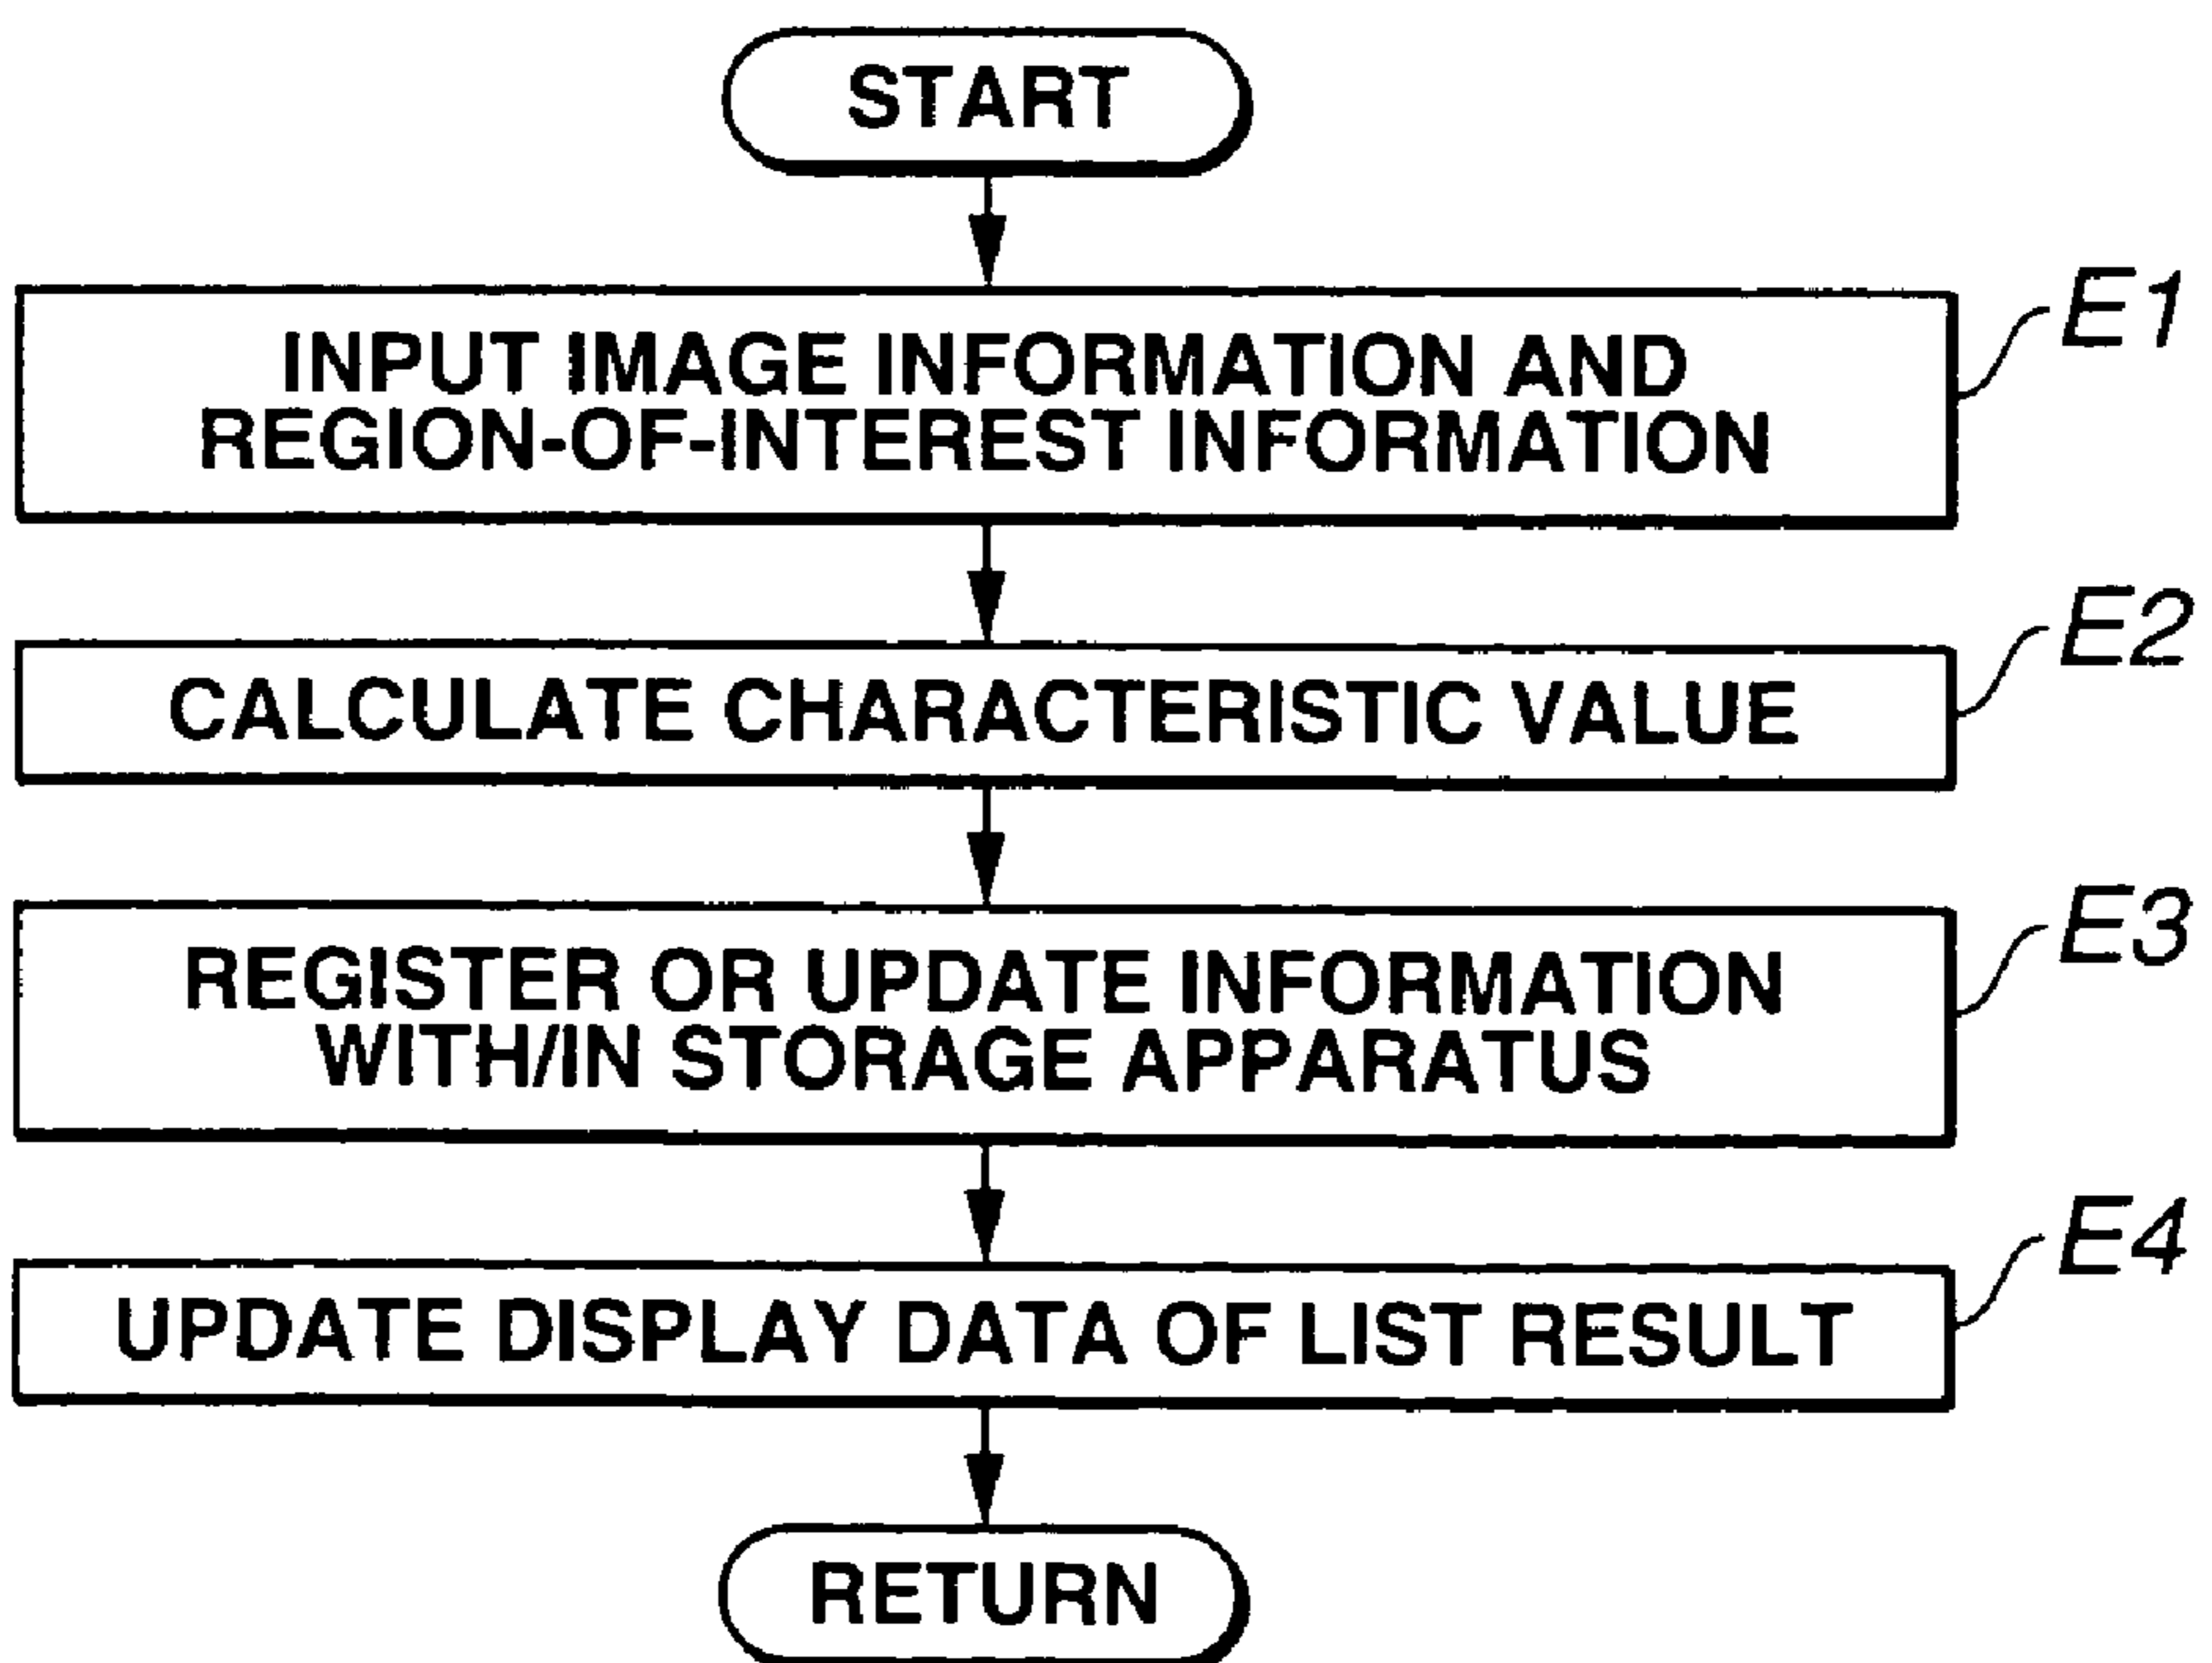 START
INPUT IMAGE INFORMATION AND
REGION-OF-INTEREST INFORMATION
E1
CALCULATE CHARACTERISTIC VALUE
E2
REGISTER OR UPDATE INFORMATION
WITH/IN STORAGE APPARATUS
E3
UPDATE DISPLAY DATA OF LIST RESULT
E4
RETURN